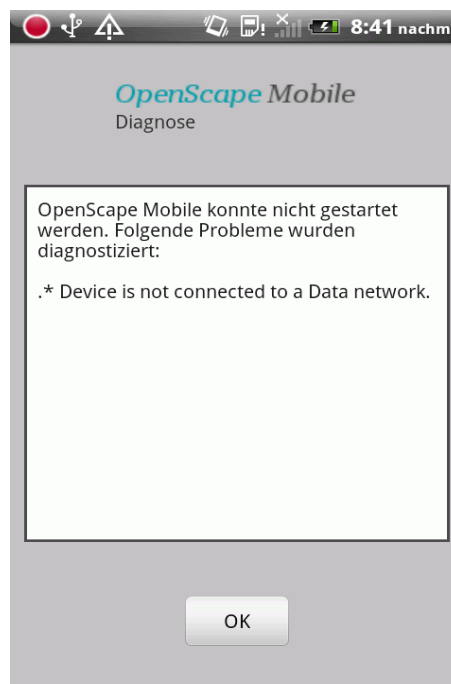 8:41 nachm
OpenScape Mobile
Diagnose
OpenScape Mobile konnte nicht gestartet
werden. Folgende Probleme wurden
diagnostiziert:
.* Device is not connected to a Data network.
OK